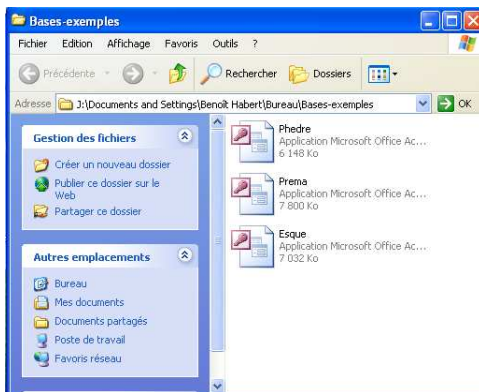 Bases-exemples
Fichier Edition Affichage Favoris Outils ?
Précédente Rechercher Dossiers
Adresse J:\Documents and Settings\Benoît Habert\Bureau\Bases-exemples OK
Gestion des fichiers
Créer un nouveau dossier
Publier ce dossier sur le
Web
Partager ce dossier
Autres emplacements
Bureau
Mes documents
Documents partagés
Poste de travail
Favoris réseau
Phedre
Application Microsoft Office Ac...
6 148 Ko
Prema
Application Microsoft Office Ac...
7 800 Ko
Esque
Application Microsoft Office Ac...
7 032 Ko